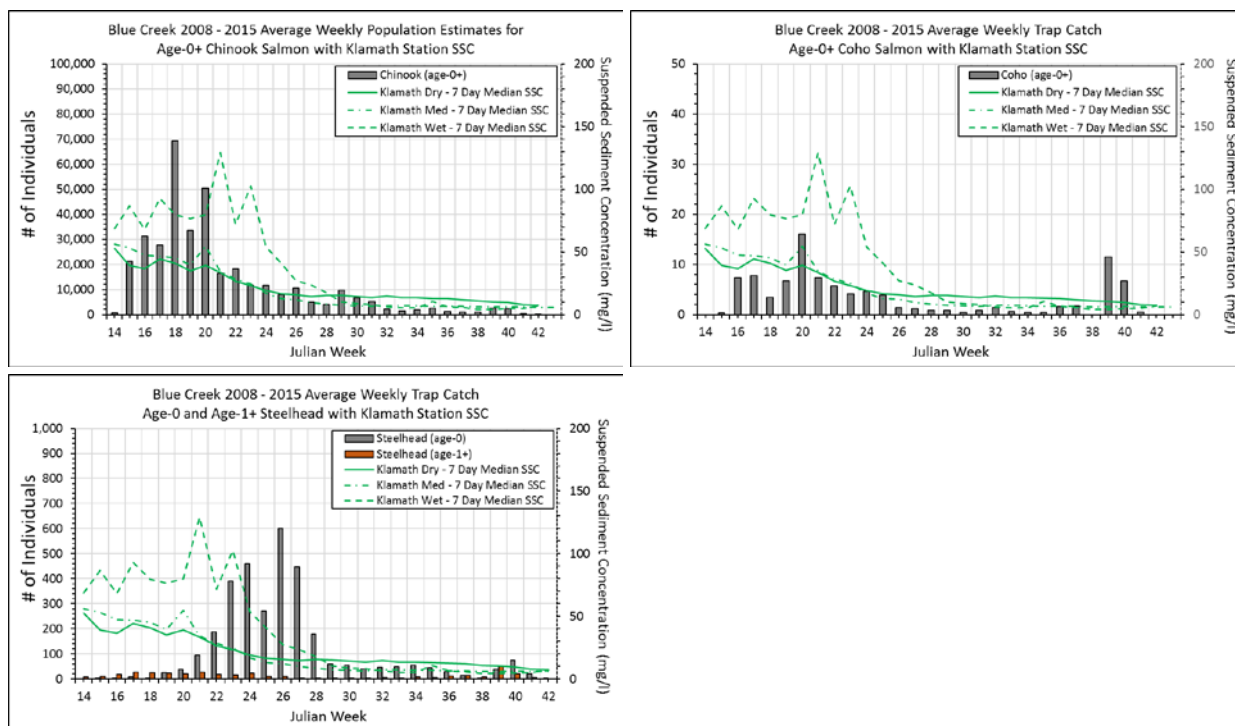 Blue Creek 2008 - 2015 Average Weekly Population Estimates for
Age-0+ Chinook Salmon with Klamath Station SSC
100,000
90,000
80,000
70,000
60,000
50,000
40,000
30,000
20,000
10,000
0
# of Individuals
200
150
100
50
0
Suspended Sediment Concentration (mg/l)
Chinook (age-0+)
Klamath Dry - 7 Day Median SSC
Klamath Med - 7 Day Median SSC
Klamath Wet - 7 Day Median SSC
14 16 18 20 22 24 26 28 30 32 34 36 38 40 42
Julian Week
Blue Creek 2008 - 2015 Average Weekly Trap Catch
Age-0+ Coho Salmon with Klamath Station SSC
50
40
30
20
10
0
# of Individuals
200
150
100
50
0
Suspended Sediment Concentration (mg/l)
Coho (age-0+)
Klamath Dry - 7 Day Median SSC
Klamath Med - 7 Day Median SSC
Klamath Wet - 7 Day Median SSC
14 16 18 20 22 24 26 28 30 32 34 36 38 40 42
Julian Week
Blue Creek 2008 - 2015 Average Weekly Trap Catch
Age-0 and Age-1+ Steelhead with Klamath Station SSC
1,000
900
800
700
600
500
400
300
200
100
0
# of Individuals
200
150
100
50
0
Suspended Sediment Concentration (mg/l)
Steelhead (age-0)
Steelhead (age-1+)
Klamath Dry - 7 Day Median SSC
Klamath Med - 7 Day Median SSC
Klamath Wet - 7 Day Median SSC
14 16 18 20 22 24 26 28 30 32 34 36 38 40 42
Julian Week